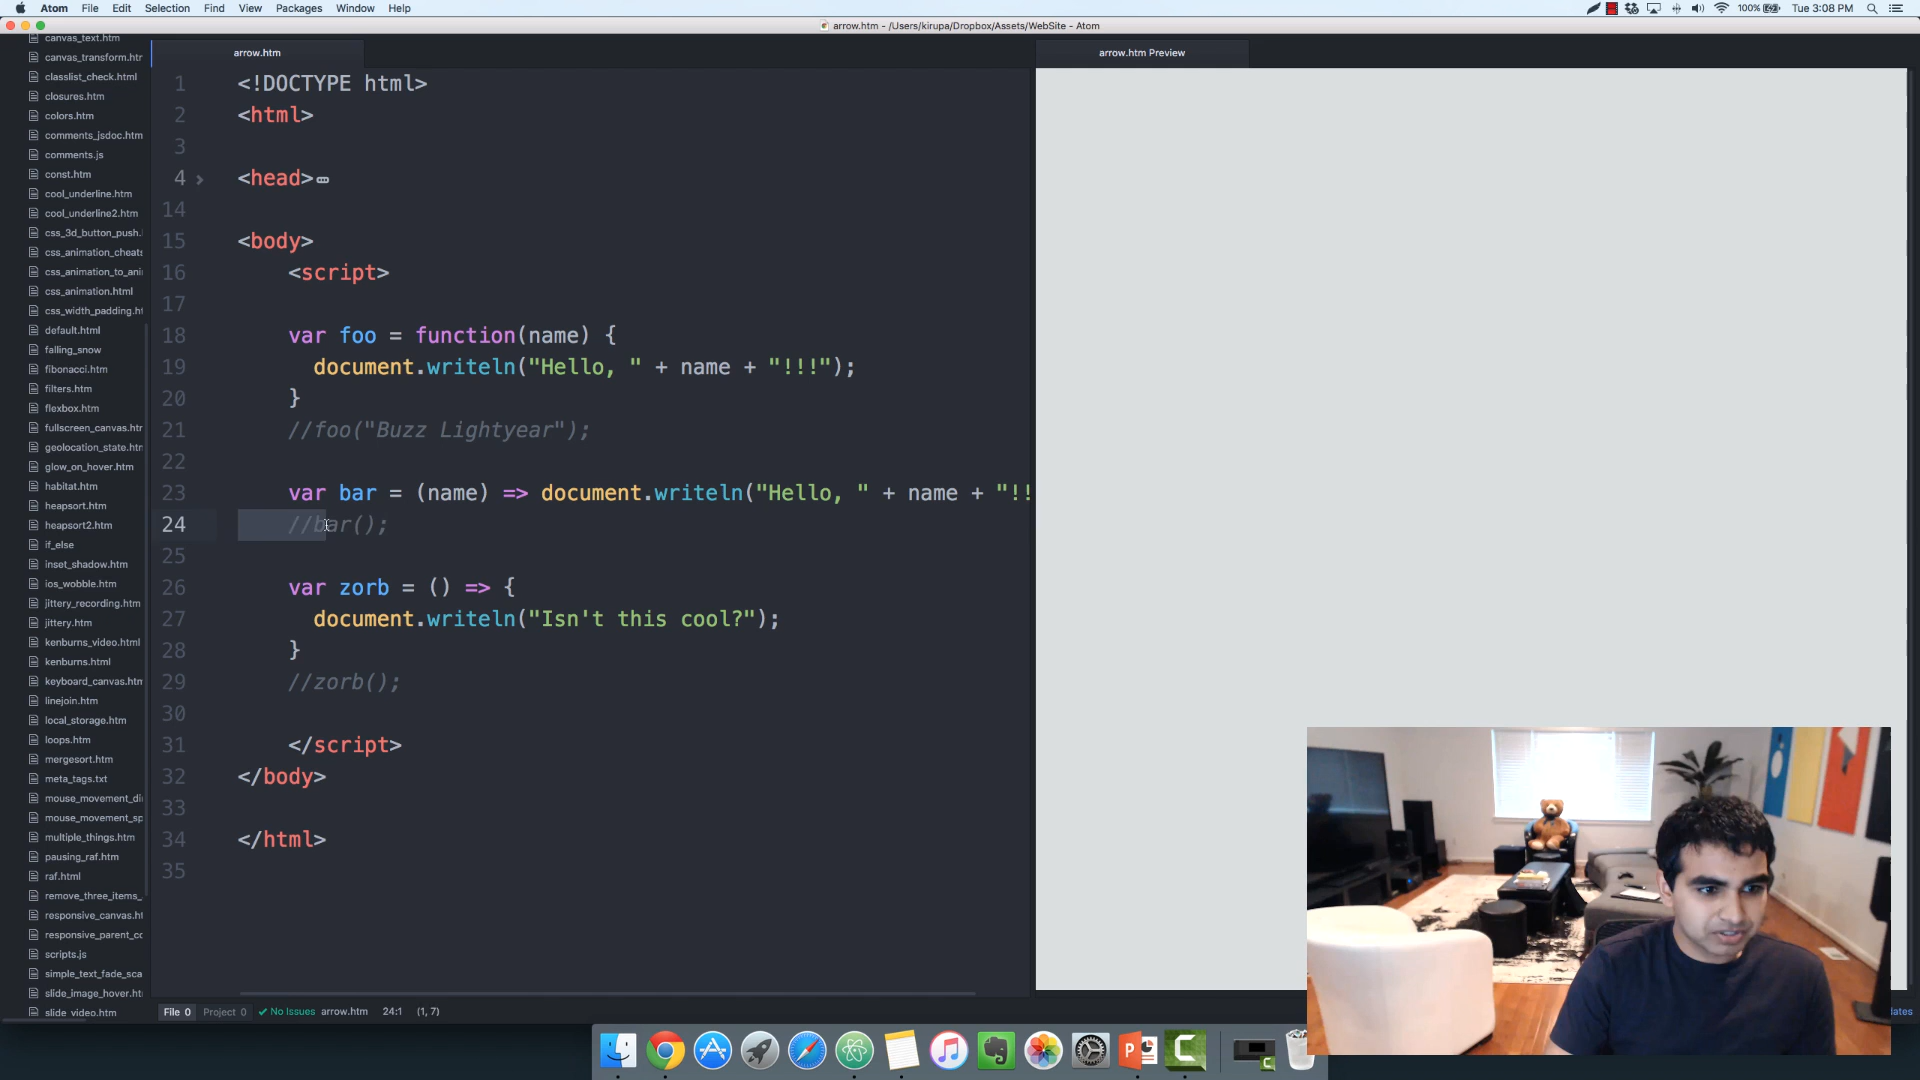 Atom File Edit Selection Find View Packages Window Help
100% Tue 3:08 PM
arrow.htm - /Users/kirupa/Dropbox/Assets/WebSite - Atom
canvas_text.htm
canvas_transform.htm
classlist_check.html
closures.htm
colors.htm
comments_jsdoc.htm
comments.js
const.htm
cool_underline.htm
cool_underline2.htm
css_3d_button_push.
css_animation_cheats
css_animation_to_ani
css_animation.html
css_width_padding.ht
default.html
falling_snow
fibonacci.htm
filters.htm
flexbox.htm
fullscreen_canvas.htm
geolocation_state.htm
glow_on_hover.htm
habitat.htm
heapsort.htm
heapsort2.htm
if_else
inset_shadow.htm
ios_wobble.htm
jittery_recording.htm
jittery.htm
kenburns_video.html
kenburns.html
keyboard_canvas.htm
linejoin.htm
local_storage.htm
loops.htm
mergesort.htm
meta_tags.txt
mouse_movement_di
mouse_movement_sp
multiple_things.htm
pausing_raf.htm
raf.html
remove_three_items_
responsive_canvas.ht
responsive_parent_cc
scripts.js
simple_text_fade_sca
slide_image_hover.ht
slide_video.htm
arrow.htm
arrow.htm Preview
1 <!DOCTYPE html>
2 <html>
3
4 <head>
14
15 <body>
16 <script>
17
18 var foo = function(name) {
19 document.writeln("Hello, " + name + "!!!");
20 }
21 //foo("Buzz Lightyear");
22
23 var bar = (name) => document.writeln("Hello, " + name + "!!
24 //bar();
25
26 var zorb = () => {
27 document.writeln("Isn't this cool?");
28 }
29 //zorb();
30
31 </script>
32 </body>
33
34 </html>
35
File 0 Project 0 No Issues arrow.htm 24:1 (1, 7)